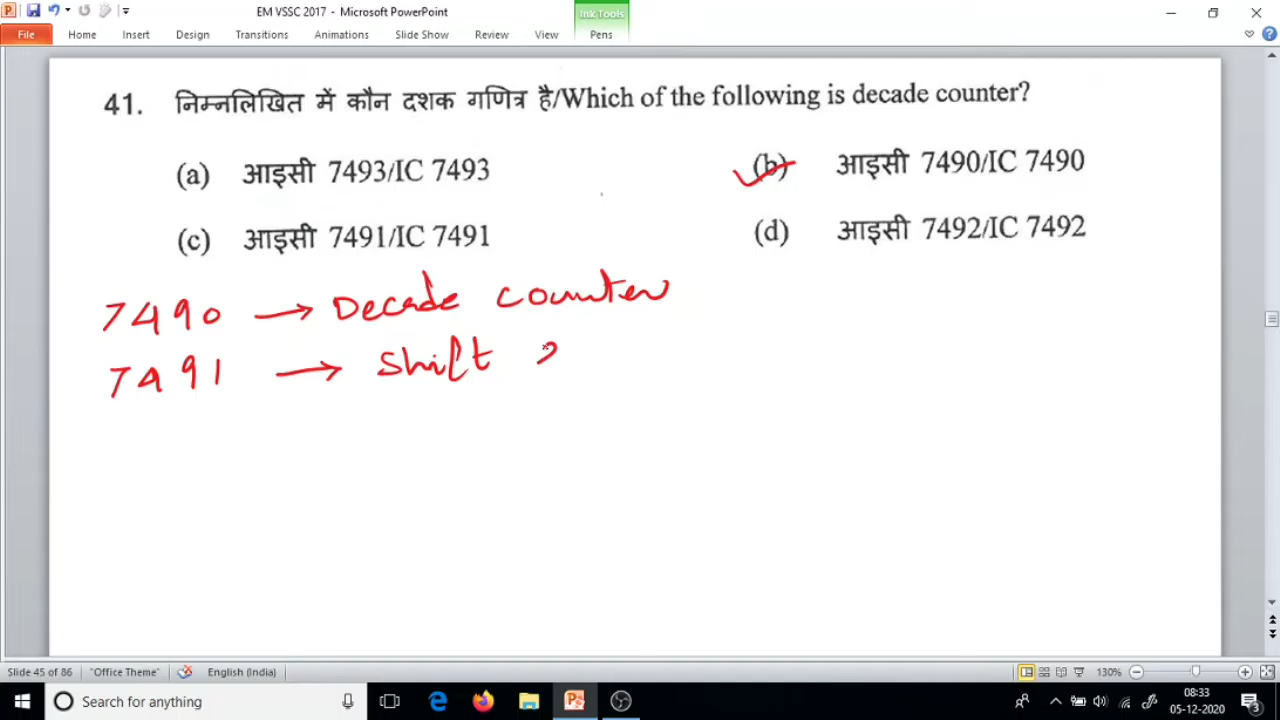 EM VSSC 2017 - Microsoft PowerPoint
Ink Tools
File Home Insert Design Transitions Animations Slide Show Review View Pens
41. निम्नलिखित में कौन दशक गणित्र है/Which of the following is decade counter?
(a) आइसी 7493/IC 7493 (b) आइसी 7490/IC 7490
(c) आइसी 7491/IC 7491 (d) आइसी 7492/IC 7492
7490 → Decade counter
7491 → Shift
Slide 45 of 86 "Office Theme" English (India) 130%
Search for anything
08:33
05-12-2020
3